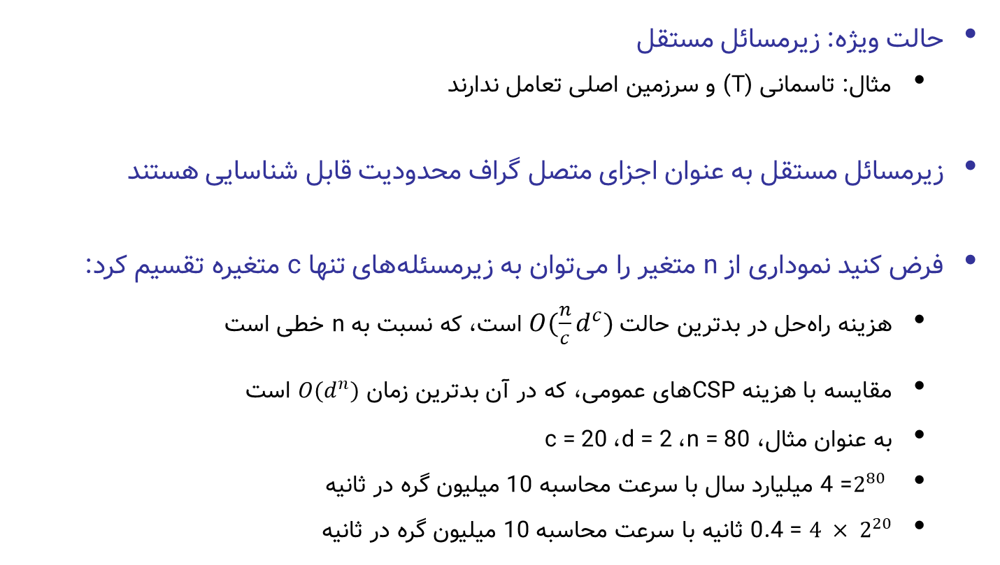 • حالت ویژه: زیرمسائل مستقل
• مثال: تاسمانی (T) و سرزمین اصلی تعامل ندارند
• زیرمسائل مستقل به عنوان اجزای متصل گراف محدودیت قابل شناسایی هستند
• فرض کنید نموداری از n متغیر را می‌توان به زیرمسئله‌های تنها c متغیره تقسیم کرد:
• هزینه راه‌حل در بدترین حالت $O(\frac{n}{c}d^c)$ است، که نسبت به n خطی است
• مقایسه با هزینه CSPهای عمومی، که در آن بدترین زمان $O(d^n)$ است
• به عنوان مثال، n = 80، d = 2، c = 20
• $2^{80}$= 4 میلیارد سال با سرعت محاسبه 10 میلیون گره در ثانیه
• $4 \times 2^{20}$ = 0.4 ثانیه با سرعت محاسبه 10 میلیون گره در ثانیه